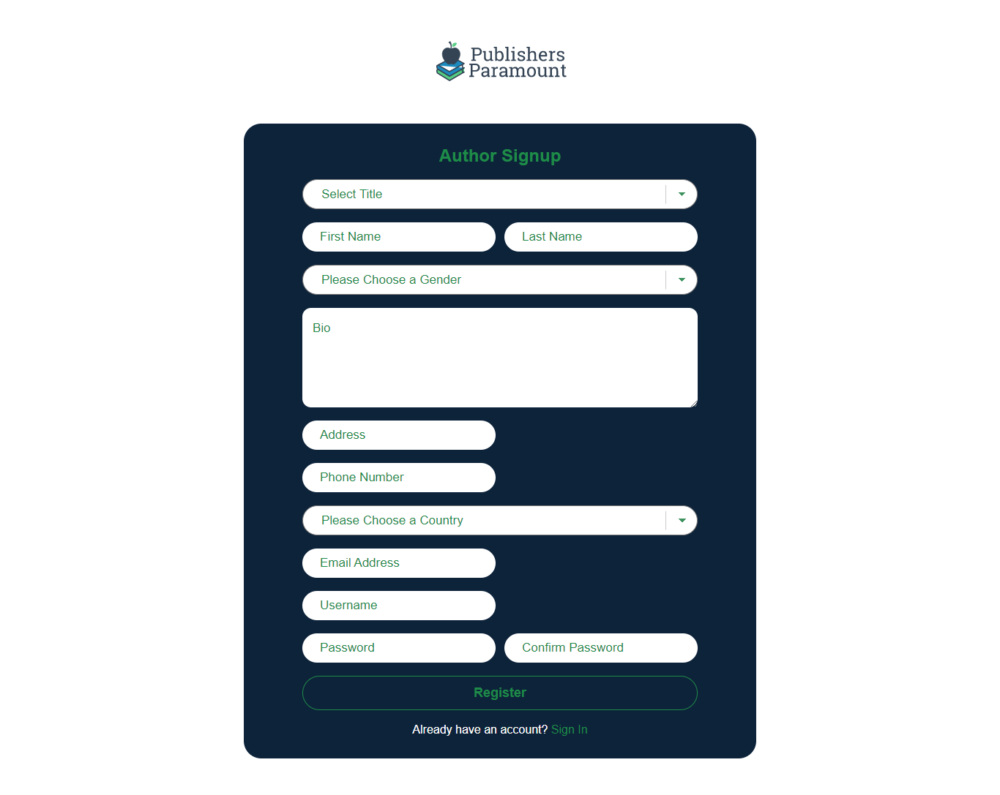 Publishers
Paramount
Author Signup
Select Title
First Name Last Name
Please Choose a Gender
Bio
Address
Phone Number
Please Choose a Country
Email Address
Username
Password Confirm Password
Register
Already have an account? Sign In